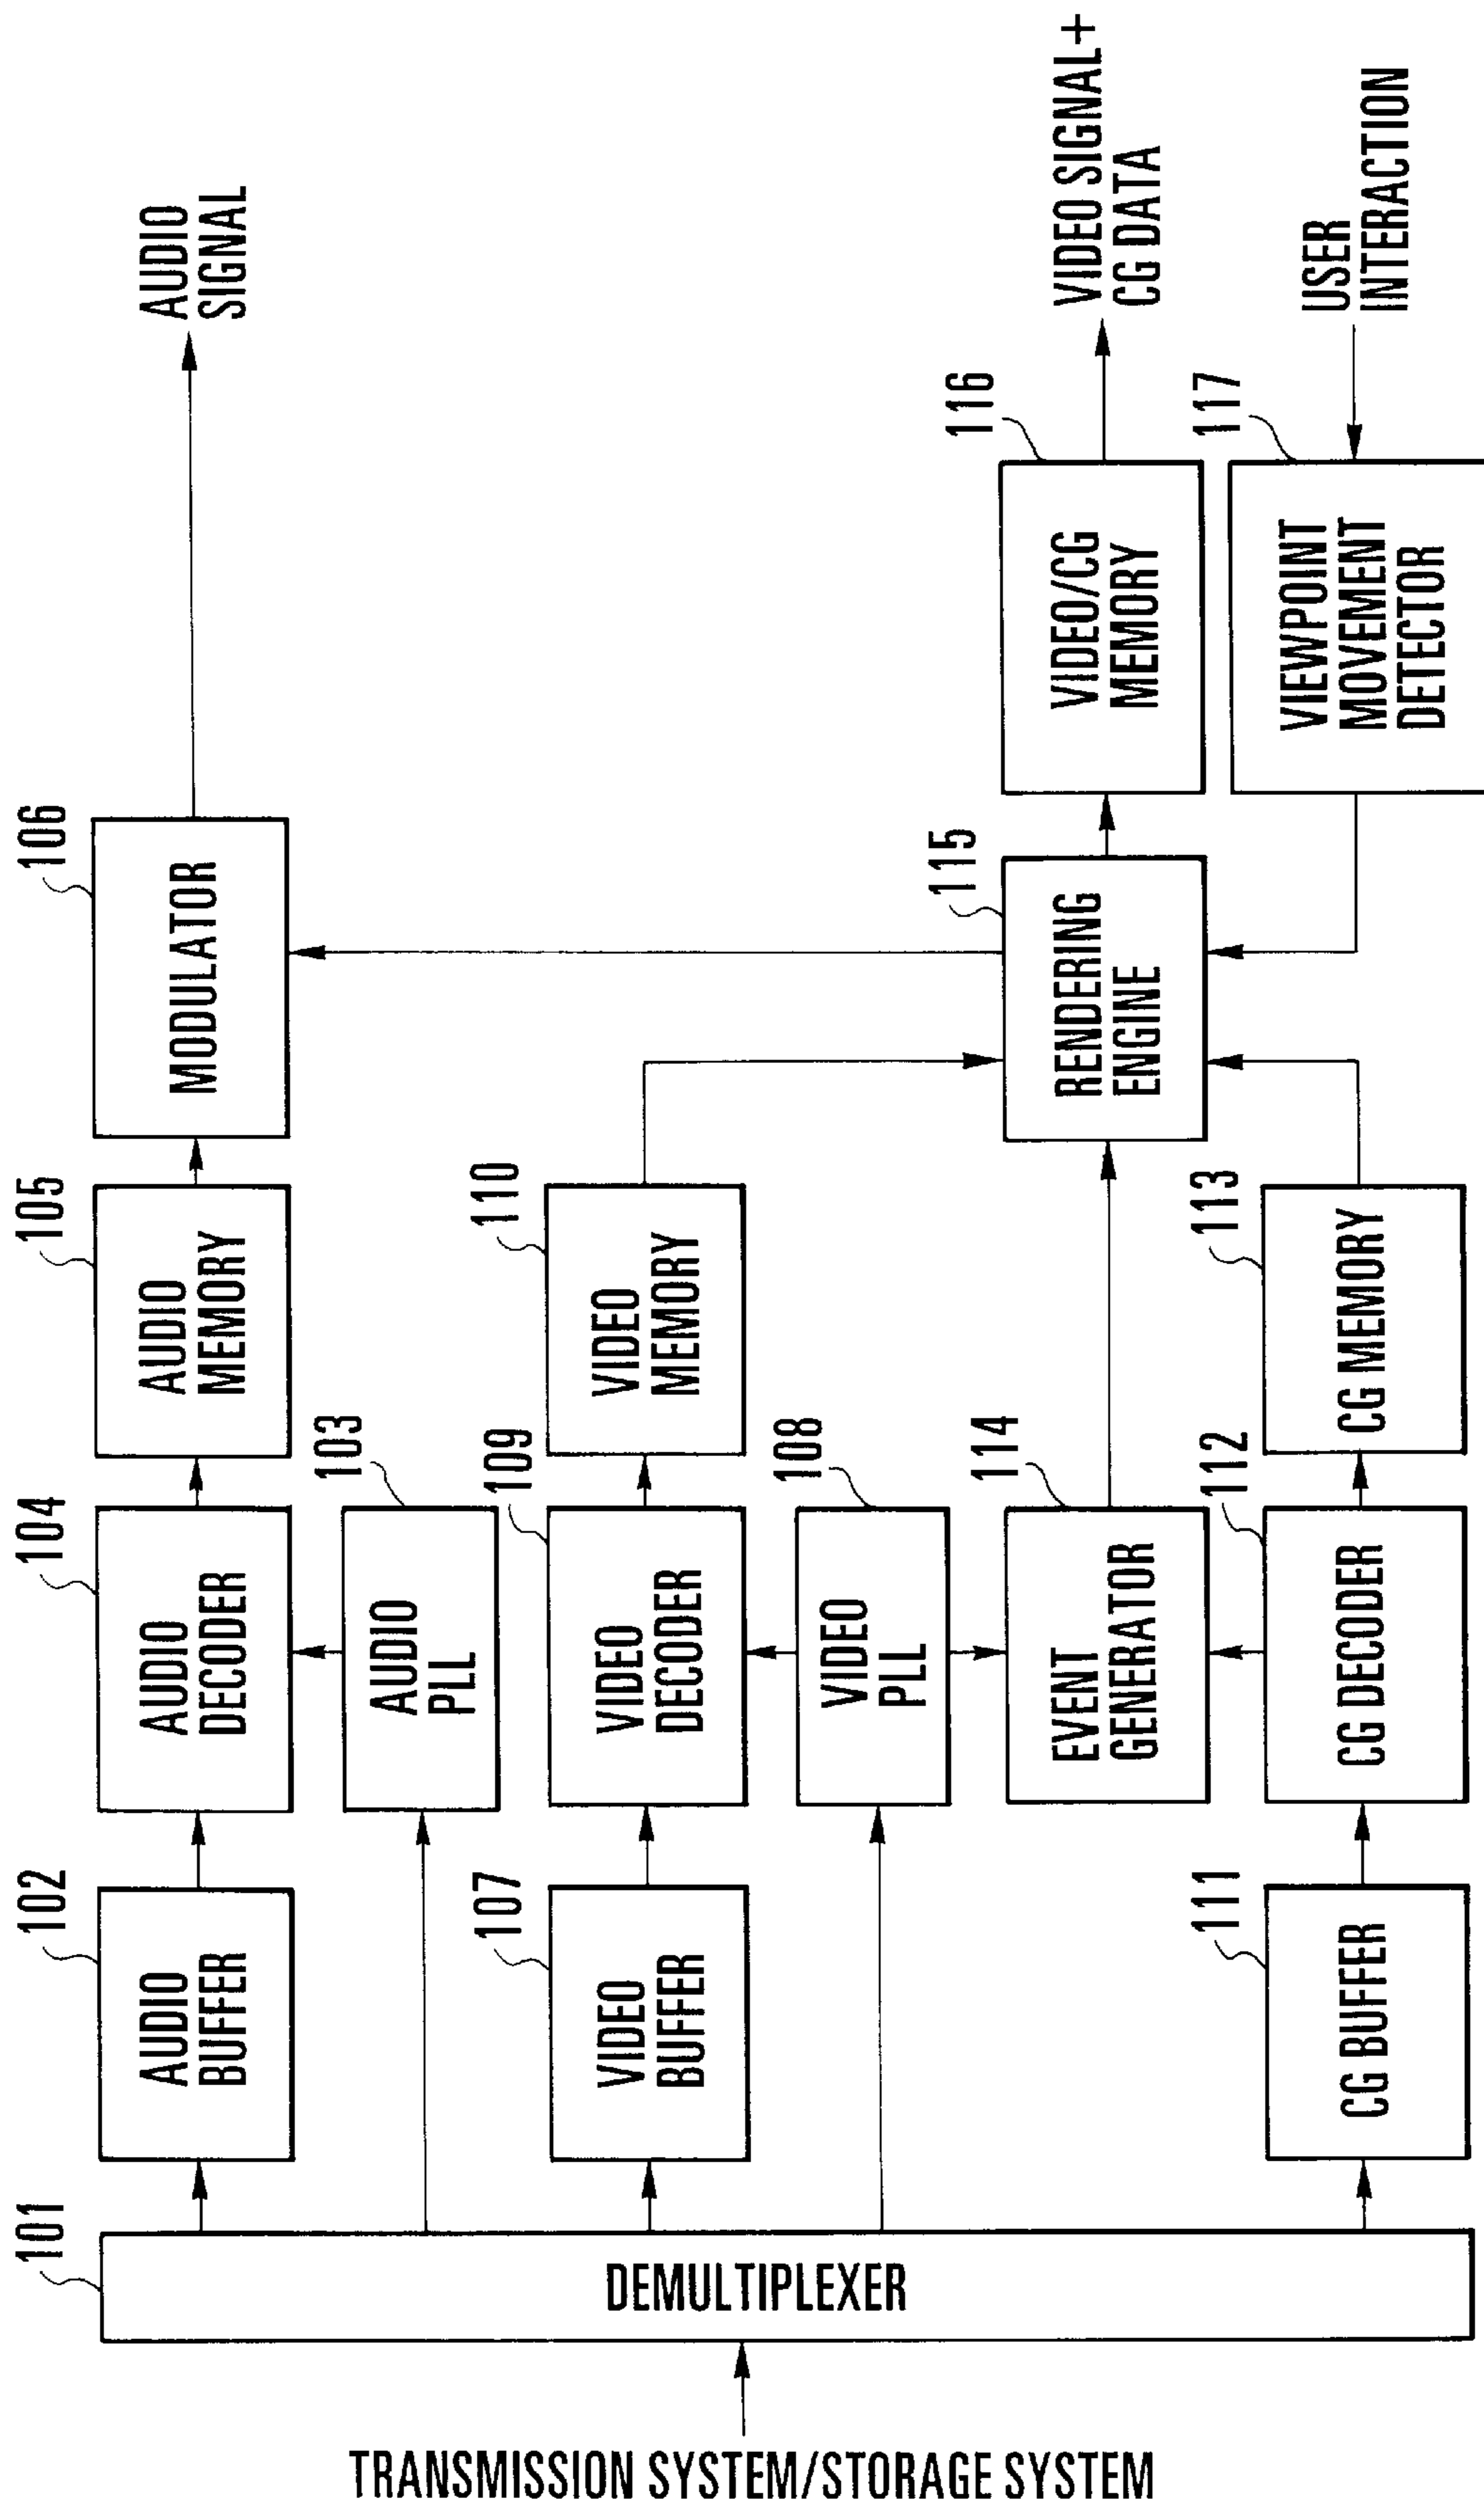 TRANSMISSION SYSTEM/STORAGE SYSTEM
101
DEMULTIPLEXER
102
AUDIO
BUFFER
104
AUDIO
DECODER
103
AUDIO
PLL
105
AUDIO
MEMORY
106
MODULATOR
AUDIO
SIGNAL
107
VIDEO
BUFFER
109
VIDEO
DECODER
110
VIDEO
MEMORY
108
VIDEO
PLL
114
EVENT
GENERATOR
115
RENDERING
ENGINE
116
VIDEO/CG
MEMORY
VIDEO SIGNAL+
CG DATA
111
CG BUFFER
112
CG DECODER
113
CG MEMORY
117
VIEWPOINT
MOVEMENT
DETECTOR
USER
INTERACTION